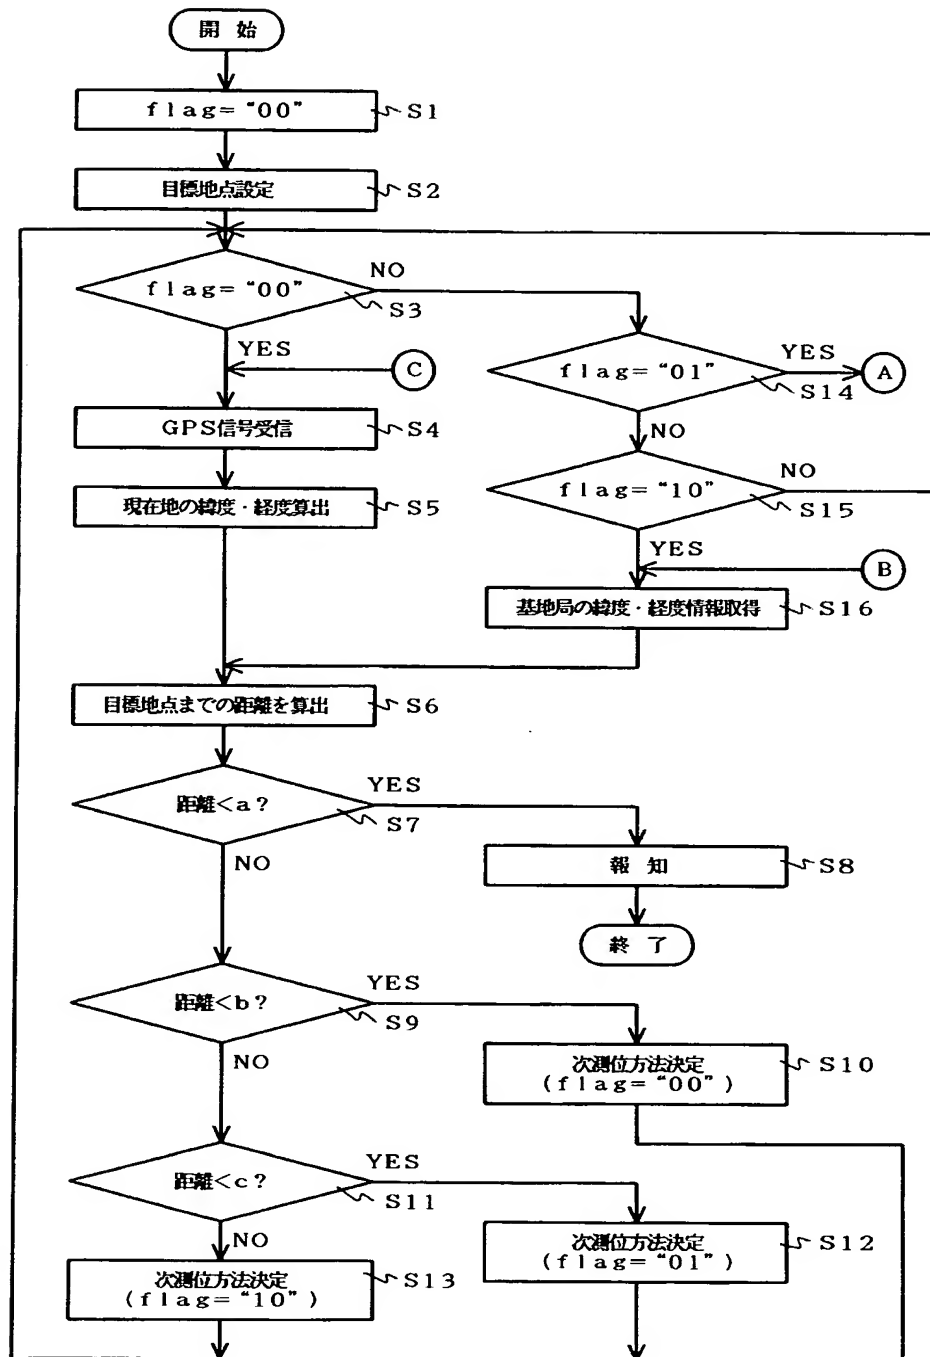 開 始
flag="00"
S1
目標地点設定
S2
flag="00"
S3
NO
YES
C
flag="01"
S14
YES
A
NO
GPS信号受信
S4
flag="10"
S15
NO
現在地の緯度・経度算出
S5
YES
B
基地局の緯度・経度情報取得
S16
目標地点までの距離を算出
S6
距離<a?
S7
YES
NO
報 知
S8
終 了
距離<b?
S9
YES
NO
次測位方法決定
(flag="00")
S10
距離<c?
S11
YES
NO
次測位方法決定
(flag="01")
S12
次測位方法決定
(flag="10")
S13